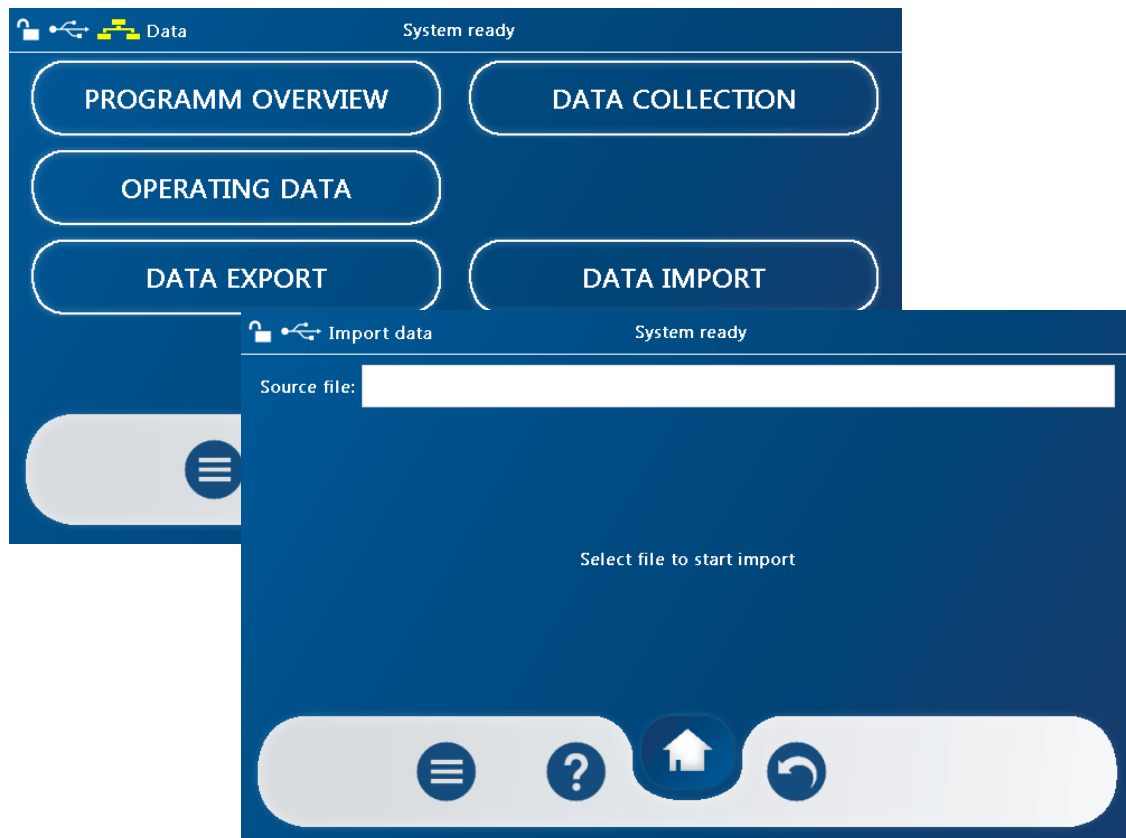 Data System ready
PROGRAMM OVERVIEW DATA COLLECTION
OPERATING DATA
DATA EXPORT DATA IMPORT
Import data System ready
Source file:
Select file to start import
?